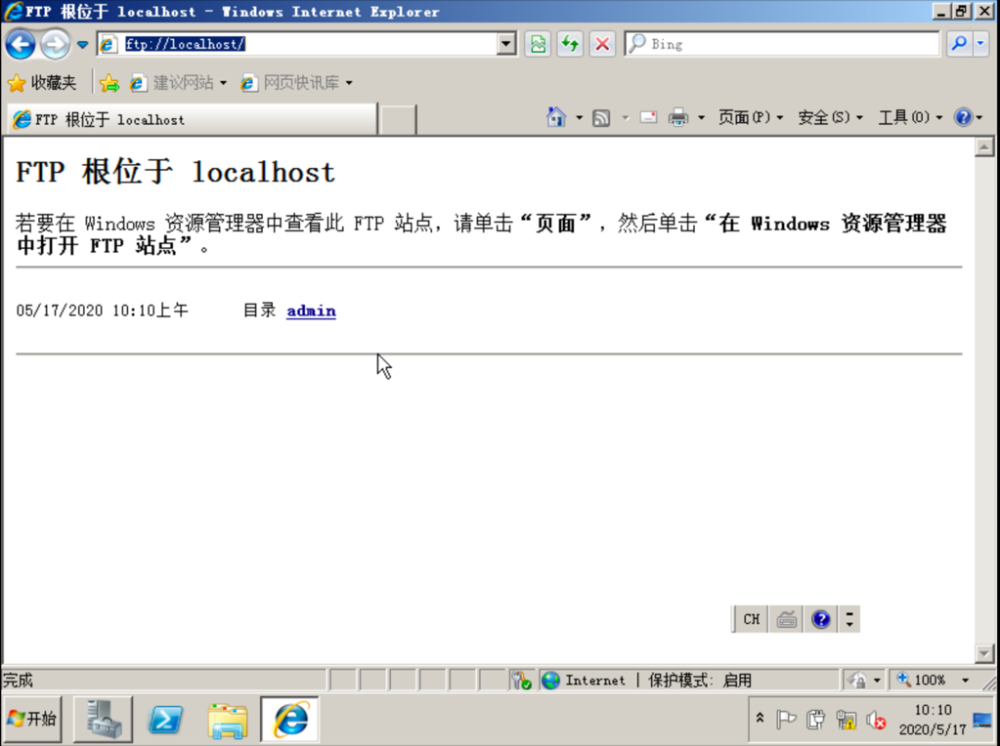 FTP 根位于 localhost - Windows Internet Explorer
ftp://localhost/
Bing
收藏夹 建议网站 网页快讯库
FTP 根位于 localhost 页面(P) 安全(S) 工具(O)
FTP 根位于 localhost
若要在 Windows 资源管理器中查看此 FTP 站点，请单击“页面”，然后单击“在 Windows 资源管理器
中打开 FTP 站点”。
05/17/2020 10:10上午 目录 admin
CH
完成 Internet | 保护模式: 启用 100%
开始 10:10
2020/5/17